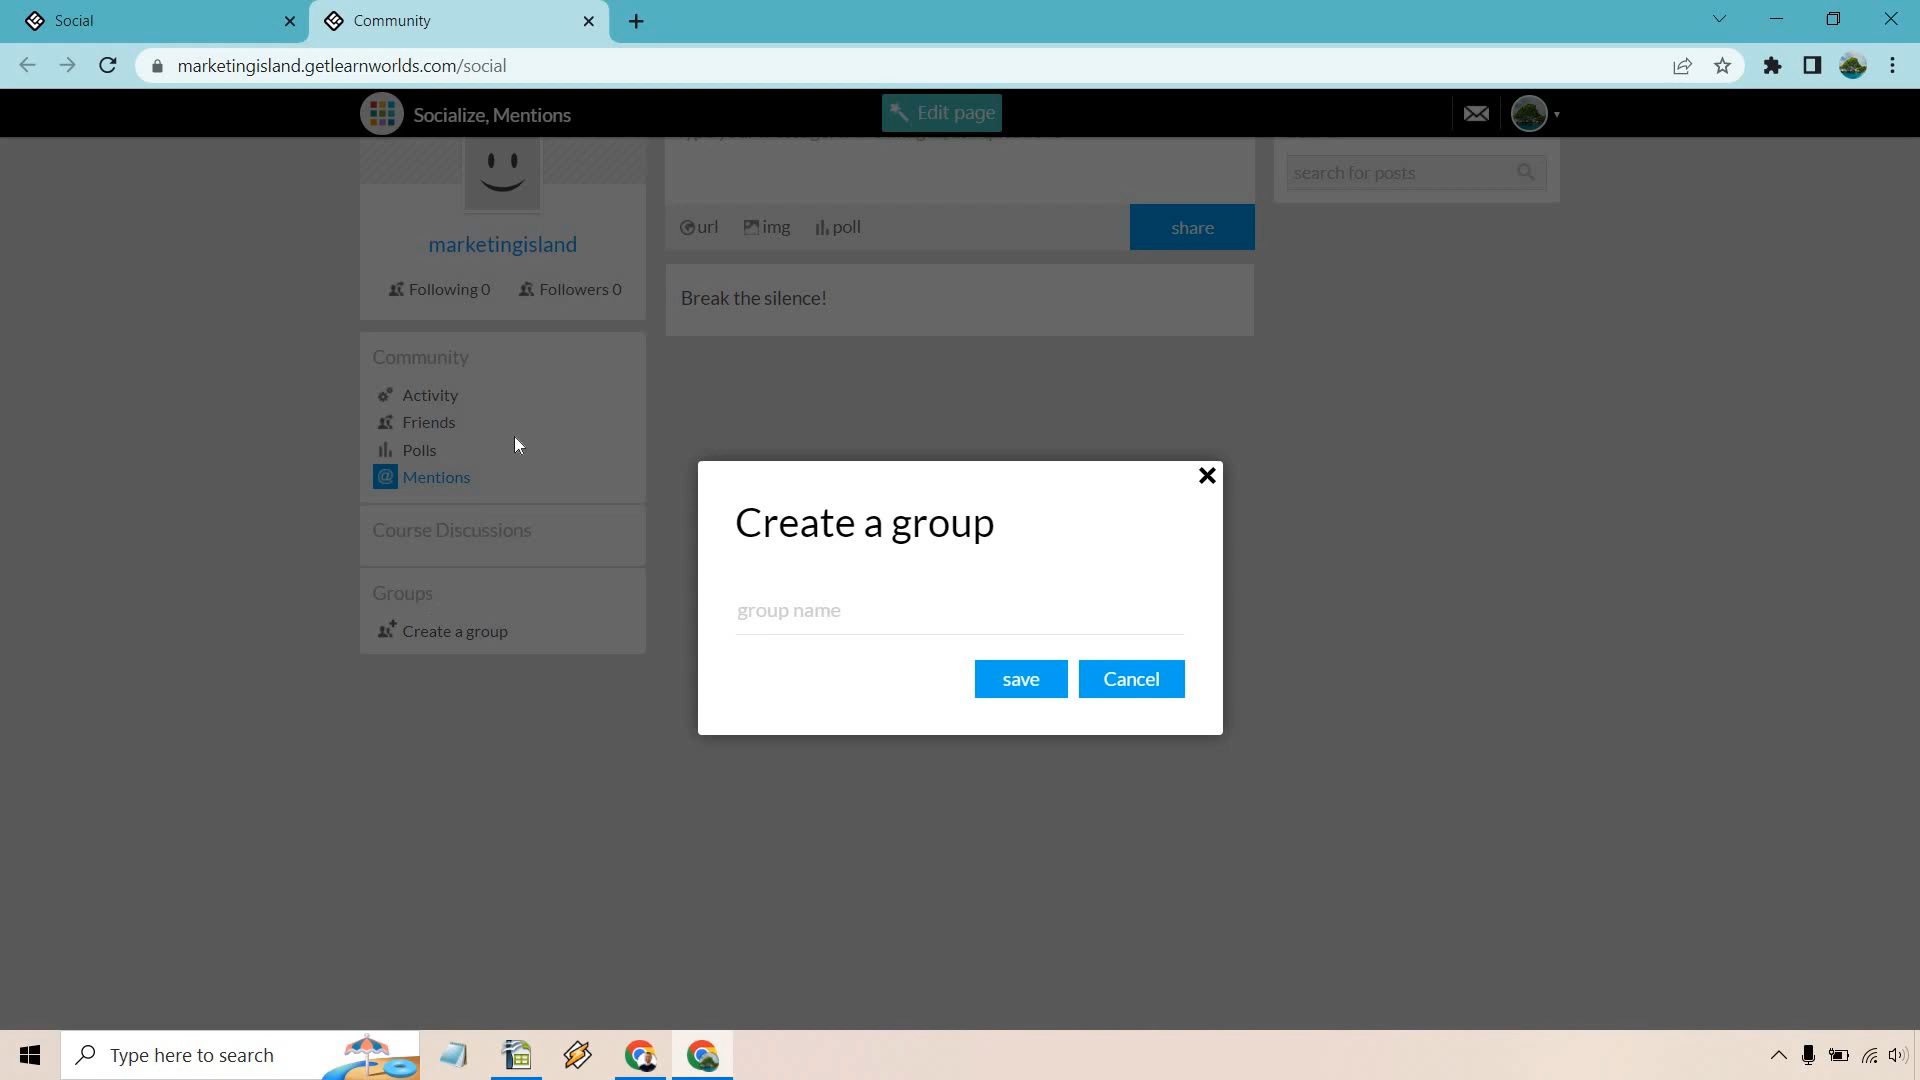 Social
Community
marketingisland.getlearnworlds.com/social
Socialize, Mentions
Edit page
search for posts
url
img
poll
share
marketingisland
Following 0
Followers 0
Break the silence!
Community
Activity
Friends
Polls
@ Mentions
Course Discussions
Groups
Create a group
Create a group
group name
save
Cancel
Type here to search